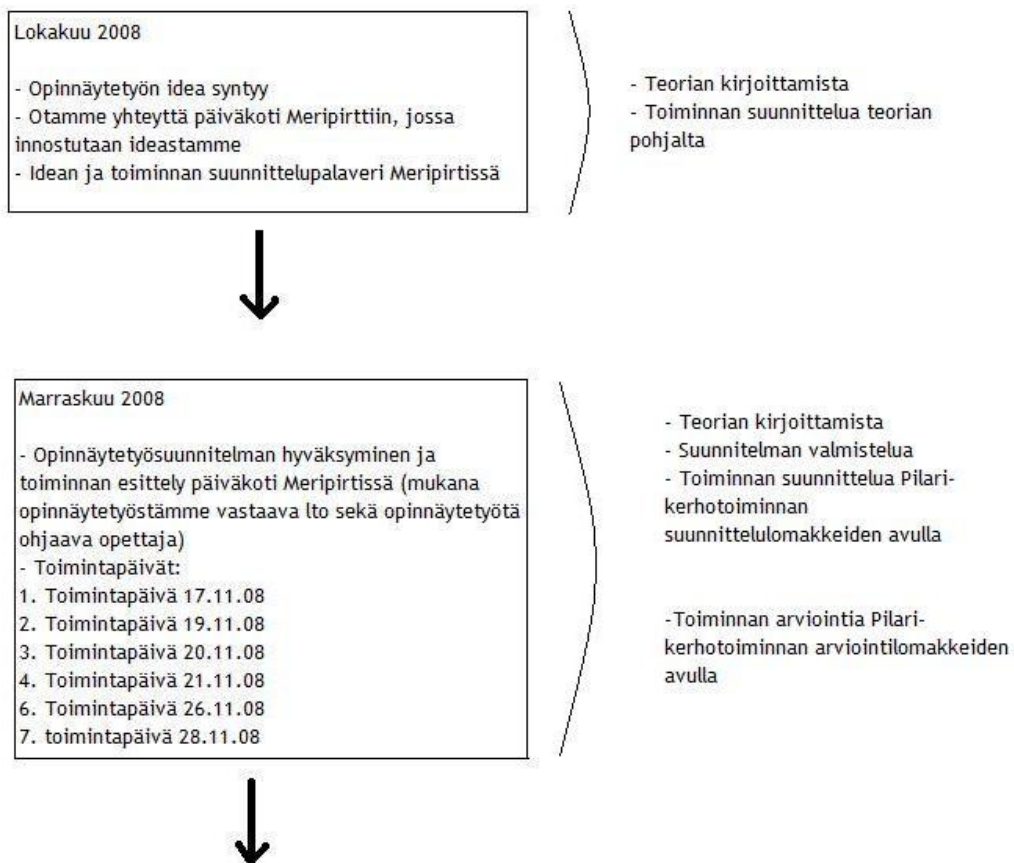 Lokakuu 2008
- Opinnäytetyön idea syntyy
- Otamme yhteyttä päiväkoti Meripirttiin, jossa
innostutaan ideastamme
- Idean ja toiminnan suunnittelupalaveri Meripirtissä
- Teorian kirjoittamista
- Toiminnan suunnittelua teorian
pohjalta
Marraskuu 2008
- Opinnäytetyösuunnitelman hyväksyminen ja
toiminnan esittely päiväkoti Meripirtissä (mukana
opinnäytetyöstämme vastaava lto sekä opinnäytetyötä
ohjaava opettaja)
- Toimintapäivät:
1. Toimintapäivä 17.11.08
2. Toimintapäivä 19.11.08
3. Toimintapäivä 20.11.08
4. Toimintapäivä 21.11.08
6. Toimintapäivä 26.11.08
7. toimintapäivä 28.11.08
- Teorian kirjoittamista
- Suunnitelman valmistelua
- Toiminnan suunnittelua Pilari-
kerhotoiminnan
suunnittelulomakkeiden avulla
-Toiminnan arviointia Pilari-
kerhotoiminnan arviointilomakkeiden
avulla